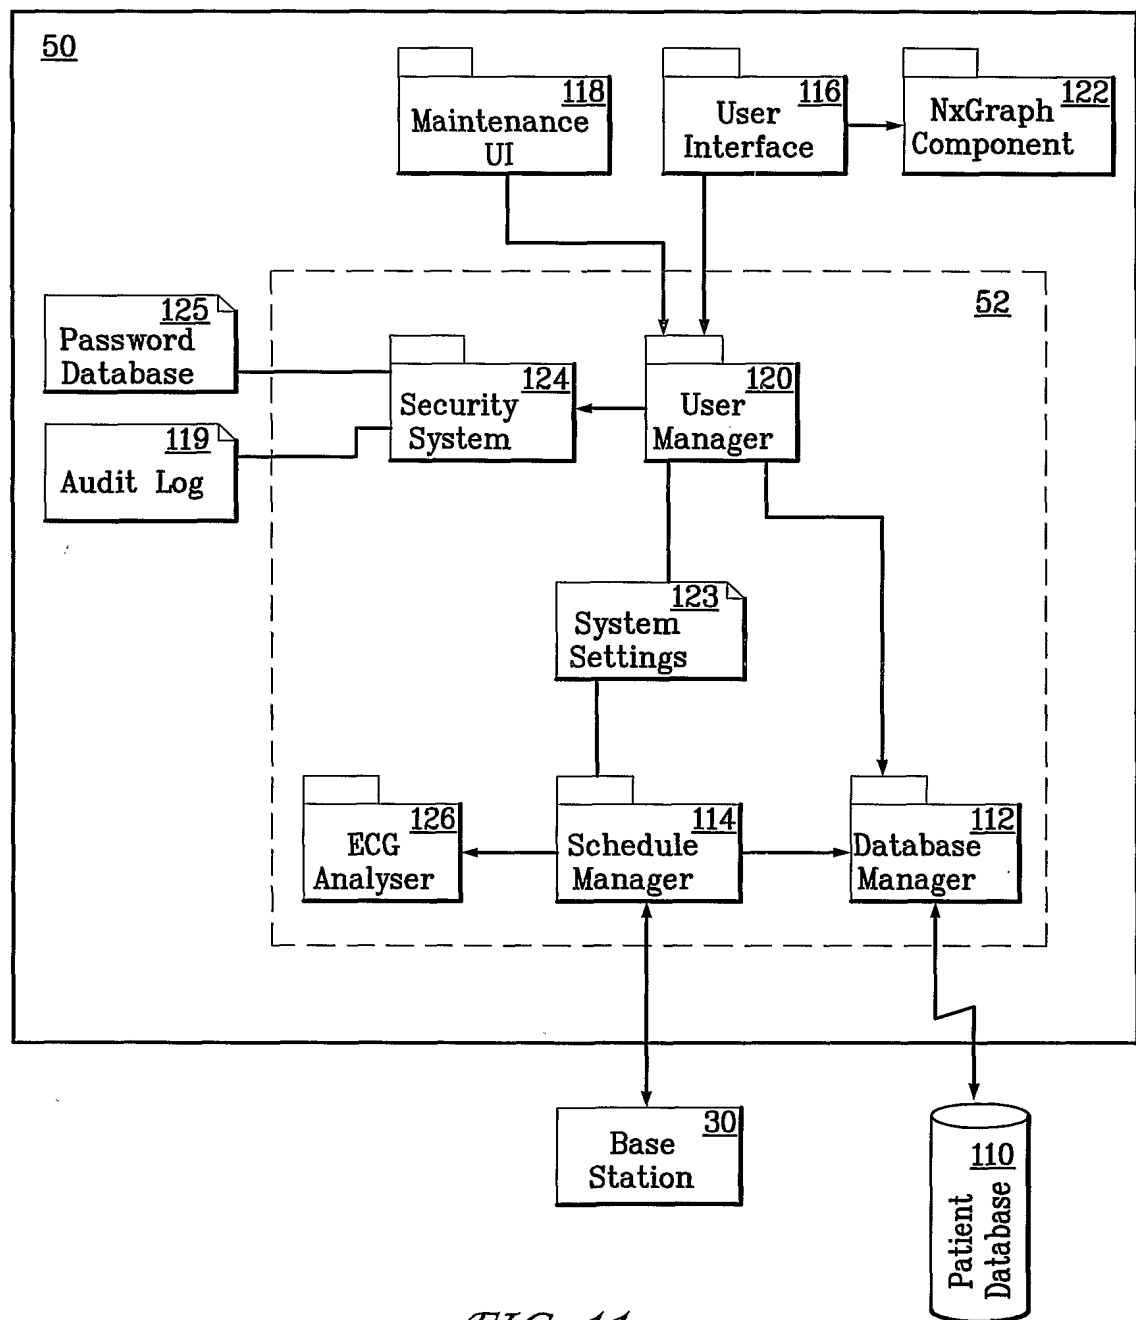 50
118
Maintenance
UI
116
User
Interface
122
NxGraph
Component
52
125
Password
Database
124
Security
System
120
User
Manager
119
Audit Log
123
System
Settings
126
ECG
Analyser
114
Schedule
Manager
112
Database
Manager
30
Base
Station
110
Patient
Database
FIG. 11